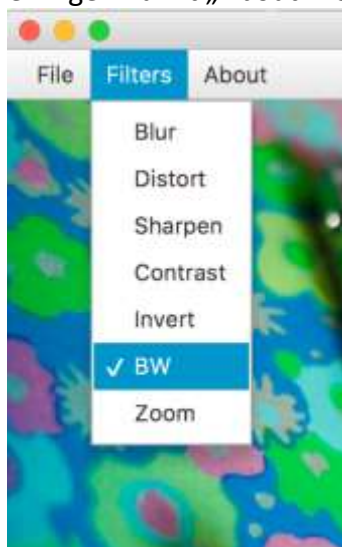 File Filters About
Blur
Distort
Sharpen
Contrast
Invert
✓ BW
Zoom